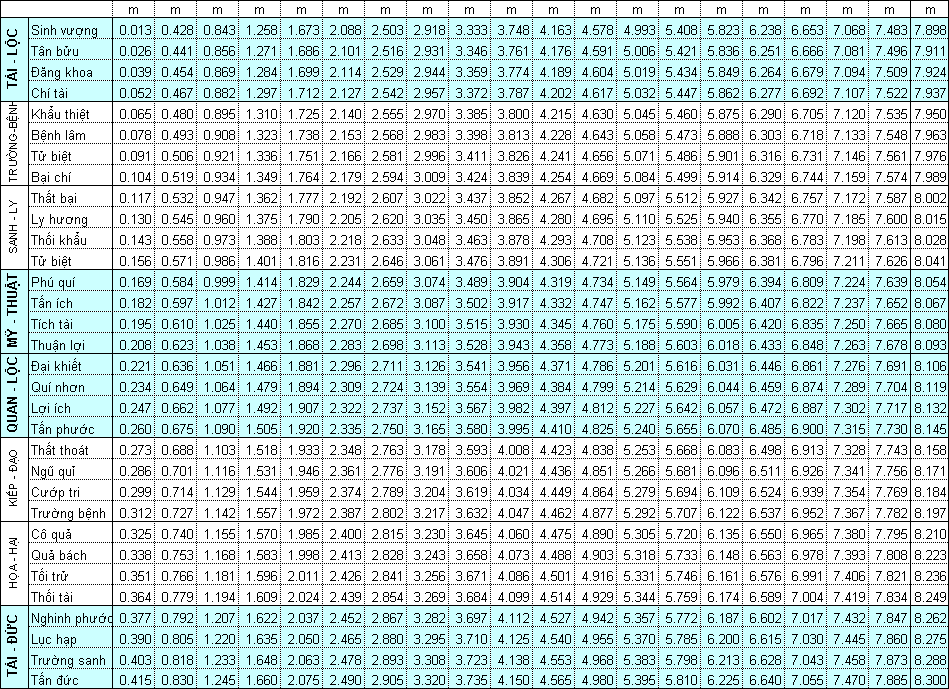 m m m m m m m m m m m m m m m m m m m m
TÀI - LỘC
Sinh vượng 0.013 0.428 0.843 1.258 1.673 2.088 2.503 2.918 3.333 3.748 4.163 4.578 4.993 5.408 5.823 6.238 6.653 7.068 7.483 7.898
Tân bửu 0.026 0.441 0.856 1.271 1.686 2.101 2.516 2.931 3.346 3.761 4.176 4.591 5.006 5.421 5.836 6.251 6.666 7.081 7.496 7.911
Đăng khoa 0.039 0.454 0.869 1.284 1.699 2.114 2.529 2.944 3.359 3.774 4.189 4.604 5.019 5.434 5.849 6.264 6.679 7.094 7.509 7.924
Chí tài 0.052 0.467 0.882 1.297 1.712 2.127 2.542 2.957 3.372 3.787 4.202 4.617 5.032 5.447 5.862 6.277 6.692 7.107 7.522 7.937
TRƯỜNG-BỆNH
Khẩu thiệt 0.065 0.480 0.895 1.310 1.725 2.140 2.555 2.970 3.385 3.800 4.215 4.630 5.045 5.460 5.875 6.290 6.705 7.120 7.535 7.950
Bệnh lâm 0.078 0.493 0.908 1.323 1.738 2.153 2.568 2.983 3.398 3.813 4.228 4.643 5.058 5.473 5.888 6.303 6.718 7.133 7.548 7.963
Tử biệt 0.091 0.506 0.921 1.336 1.751 2.166 2.581 2.996 3.411 3.826 4.241 4.656 5.071 5.486 5.901 6.316 6.731 7.146 7.561 7.976
Bại chí 0.104 0.519 0.934 1.349 1.764 2.179 2.594 3.009 3.424 3.839 4.254 4.669 5.084 5.499 5.914 6.329 6.744 7.159 7.574 7.989
SANH - LY
Thất bại 0.117 0.532 0.947 1.362 1.777 2.192 2.607 3.022 3.437 3.852 4.267 4.682 5.097 5.512 5.927 6.342 6.757 7.172 7.587 8.000
Ly hương 0.130 0.545 0.960 1.375 1.790 2.205 2.620 3.035 3.450 3.865 4.280 4.695 5.110 5.525 5.940 6.355 6.770 7.185 7.600 8.015
Thối khẩu 0.143 0.558 0.973 1.388 1.803 2.218 2.633 3.048 3.463 3.878 4.293 4.708 5.123 5.538 5.953 6.368 6.783 7.198 7.613 8.028
Tử biệt 0.156 0.571 0.986 1.401 1.816 2.231 2.646 3.061 3.476 3.891 4.306 4.721 5.136 5.551 5.966 6.381 6.796 7.211 7.626 8.041
MỸ - THUẬT
Phú quí 0.169 0.584 0.999 1.414 1.829 2.244 2.659 3.074 3.489 3.904 4.319 4.734 5.149 5.564 5.979 6.394 6.809 7.224 7.639 8.054
Tấn ích 0.182 0.597 1.012 1.427 1.842 2.257 2.672 3.087 3.502 3.917 4.332 4.747 5.162 5.577 5.992 6.407 6.822 7.237 7.652 8.067
Tích tài 0.195 0.610 1.025 1.440 1.855 2.270 2.685 3.100 3.515 3.930 4.345 4.760 5.175 5.590 6.005 6.420 6.835 7.250 7.665 8.080
Thuận lợi 0.208 0.623 1.038 1.453 1.868 2.283 2.698 3.113 3.528 3.943 4.358 4.773 5.188 5.603 6.018 6.433 6.848 7.263 7.678 8.093
QUAN - LỘC
Đại khiết 0.221 0.636 1.051 1.466 1.881 2.296 2.711 3.126 3.541 3.956 4.371 4.786 5.201 5.616 6.031 6.446 6.861 7.276 7.691 8.106
Quí nhơn 0.234 0.649 1.064 1.479 1.894 2.309 2.724 3.139 3.554 3.969 4.384 4.799 5.214 5.629 6.044 6.459 6.874 7.289 7.704 8.119
Lợi ích 0.247 0.662 1.077 1.492 1.907 2.322 2.737 3.152 3.567 3.982 4.397 4.812 5.227 5.642 6.057 6.472 6.887 7.302 7.717 8.132
Tấn phước 0.260 0.675 1.090 1.505 1.920 2.335 2.750 3.165 3.580 3.995 4.410 4.825 5.240 5.655 6.070 6.485 6.900 7.315 7.730 8.145
KIẾP - ĐAO
Thất thoát 0.273 0.688 1.103 1.518 1.933 2.348 2.763 3.178 3.593 4.008 4.423 4.838 5.253 5.668 6.083 6.498 6.913 7.328 7.743 8.158
Ngũ quỉ 0.286 0.701 1.116 1.531 1.946 2.361 2.776 3.191 3.606 4.021 4.436 4.851 5.266 5.681 6.096 6.511 6.926 7.341 7.756 8.171
Cướp tri 0.299 0.714 1.129 1.544 1.959 2.374 2.789 3.204 3.619 4.034 4.449 4.864 5.279 5.694 6.109 6.524 6.939 7.354 7.769 8.184
Trường bệnh 0.312 0.727 1.142 1.557 1.972 2.387 2.802 3.217 3.632 4.047 4.462 4.877 5.292 5.707 6.122 6.537 6.952 7.367 7.782 8.197
HỌA - HẠI
Cô quả 0.325 0.740 1.155 1.570 1.985 2.400 2.815 3.230 3.645 4.060 4.475 4.890 5.305 5.720 6.135 6.550 6.965 7.380 7.795 8.210
Quả bách 0.338 0.753 1.168 1.583 1.998 2.413 2.828 3.243 3.658 4.073 4.488 4.903 5.318 5.733 6.148 6.563 6.978 7.393 7.808 8.223
Tối trử 0.351 0.766 1.181 1.596 2.011 2.426 2.841 3.256 3.671 4.086 4.501 4.916 5.331 5.746 6.161 6.576 6.991 7.406 7.821 8.236
Thối tài 0.364 0.779 1.194 1.609 2.024 2.439 2.854 3.269 3.684 4.099 4.514 4.929 5.344 5.759 6.174 6.589 7.004 7.419 7.834 8.249
TÀI - ĐỨC
Nghinh phước 0.377 0.792 1.207 1.622 2.037 2.452 2.867 3.282 3.697 4.112 4.527 4.942 5.357 5.772 6.187 6.602 7.017 7.432 7.847 8.262
Lục hạp 0.390 0.805 1.220 1.635 2.050 2.465 2.880 3.295 3.710 4.125 4.540 4.955 5.370 5.785 6.200 6.615 7.030 7.445 7.860 8.275
Trường sanh 0.403 0.818 1.233 1.648 2.063 2.478 2.893 3.308 3.723 4.138 4.553 4.968 5.383 5.798 6.213 6.628 7.043 7.458 7.873 8.288
Tấn đức 0.415 0.830 1.245 1.660 2.075 2.490 2.905 3.320 3.735 4.150 4.565 4.980 5.395 5.810 6.225 6.640 7.055 7.470 7.885 8.300